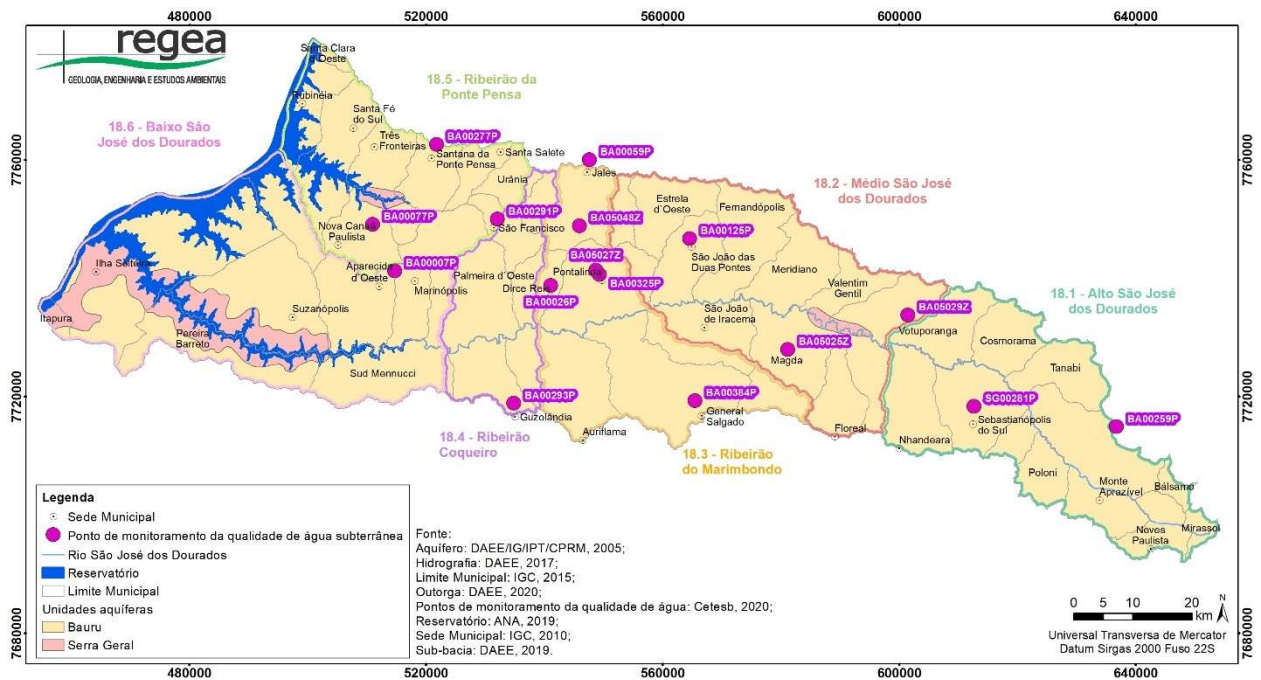 480000
520000
560000
600000
640000
regea
GEOLOGIA, ENGENHARIA E ESTUDOS AMBIENTAIS
Santa Clara
d'Oeste
18.5 - Ribeirão da
Ponte Pensa
Rubinéia
Santa Fé
do Sul
18.6 - Baixo São
José dos Dourados
Três
Fronteiras
BA00277P
Santana da
Ponte Pensa
Santa Salete
BA00059P
Jales
7760000
7760000
Urânia
18.2 - Médio São José
dos Dourados
Estrela
d'Oeste
Fernandópolis
BA00077P
Nova Canaã
Paulista
BA00291P
São Francisco
BA05048Z
BA00125P
São João das
Duas Pontes
Ilha Solteira
Aparecida
d'Oeste
BA00007P
Marinópolis
Palmeira d'Oeste
Dirce Reis
BA05027Z
Pontalinda
BA00325P
BA00026P
Meridiano
Valentim
Gentil
18.1 - Alto São José
dos Dourados
Itapura
Suzanópolis
Pereira
Barreto
São João
de Iracema
BA05029Z
Votuporanga
Cosmorama
BA05025Z
Magda
Tanabi
Sud Mennucci
7720000
7720000
BA00293P
Guzolândia
BA00384P
General
Salgado
SG00281P
Sebastianópolis
do Sul
BA00259P
Auriflama
Floreal
Nhandeara
18.4 - Ribeirão
Coqueiro
18.3 - Ribeirão
do Marimbondo
Poloni
Monte
Aprazível
Bálsamo
Neves
Paulista
Mirassol
Legenda
Sede Municipal
Ponto de monitoramento da qualidade de água subterrânea
Rio São José dos Dourados
Reservatório
Limite Municipal
Unidades aquíferas
Bauru
Serra Geral
Fonte:
Aquífero: DAEE/IG/IPT/CPRM, 2005;
Hidrografia: DAEE, 2017;
Limite Municipal: IGC, 2015;
Outorga: DAEE, 2020;
Pontos de monitoramento da qualidade de água: Cetesb, 2020;
Reservatório: ANA, 2019;
Sede Municipal: IGC, 2010;
Sub-bacia: DAEE, 2019.
0 5 10 20
km
N
Universal Transversa de Mercator
Datum Sirgas 2000 Fuso 22S
7680000
7680000
480000
520000
560000
600000
640000